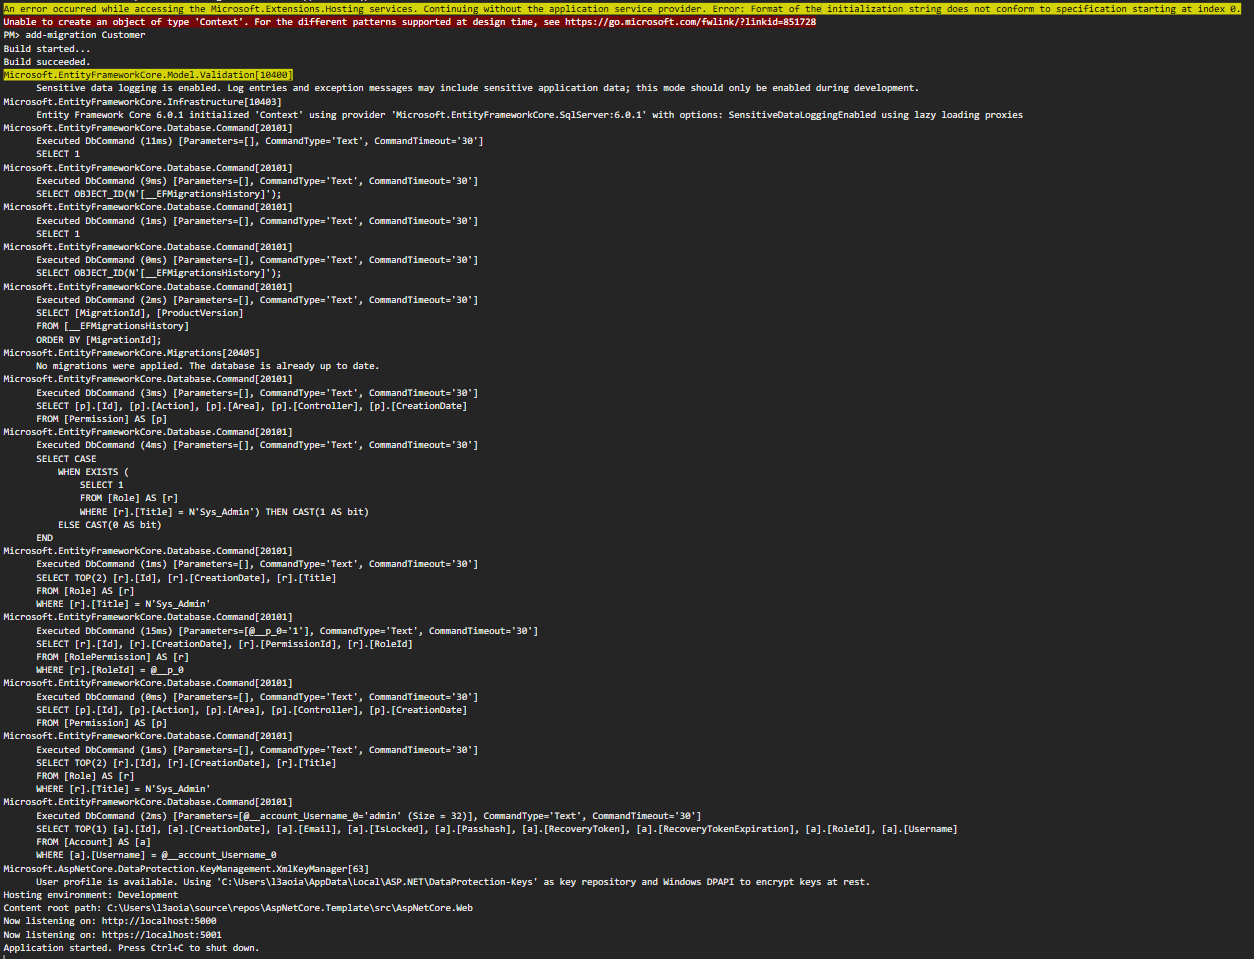 An error occurred while accessing the Microsoft.Extensions.Hosting services. Continuing without the application service provider. Error: Format of the initialization string does not conform to specification starting at index 0.
Unable to create an object of type 'Context'. For the different patterns supported at design time, see https://go.microsoft.com/fwlink/?linkid=851728
PM> add-migration Customer
Build started...
Build succeeded.
Microsoft.EntityFrameworkCore.Model.Validation[10400]
Sensitive data logging is enabled. Log entries and exception messages may include sensitive application data; this mode should only be enabled during development.
Microsoft.EntityFrameworkCore.Infrastructure[10403]
Entity Framework Core 6.0.1 initialized 'Context' using provider 'Microsoft.EntityFrameworkCore.SqlServer:6.0.1' with options: SensitiveDataLoggingEnabled using lazy loading proxies
Microsoft.EntityFrameworkCore.Database.Command[20101]
Executed DbCommand (11ms) [Parameters=[], CommandType='Text', CommandTimeout='30']
SELECT 1
Microsoft.EntityFrameworkCore.Database.Command[20101]
Executed DbCommand (9ms) [Parameters=[], CommandType='Text', CommandTimeout='30']
SELECT OBJECT_ID(N'[__EFMigrationsHistory]');
Microsoft.EntityFrameworkCore.Database.Command[20101]
Executed DbCommand (1ms) [Parameters=[], CommandType='Text', CommandTimeout='30']
SELECT 1
Microsoft.EntityFrameworkCore.Database.Command[20101]
Executed DbCommand (0ms) [Parameters=[], CommandType='Text', CommandTimeout='30']
SELECT OBJECT_ID(N'[__EFMigrationsHistory]');
Microsoft.EntityFrameworkCore.Database.Command[20101]
Executed DbCommand (2ms) [Parameters=[], CommandType='Text', CommandTimeout='30']
SELECT [MigrationId], [ProductVersion]
FROM [__EFMigrationsHistory]
ORDER BY [MigrationId];
Microsoft.EntityFrameworkCore.Migrations[20405]
No migrations were applied. The database is already up to date.
Microsoft.EntityFrameworkCore.Database.Command[20101]
Executed DbCommand (3ms) [Parameters=[], CommandType='Text', CommandTimeout='30']
SELECT [p].[Id], [p].[Action], [p].[Area], [p].[Controller], [p].[CreationDate]
FROM [Permission] AS [p]
Microsoft.EntityFrameworkCore.Database.Command[20101]
Executed DbCommand (4ms) [Parameters=[], CommandType='Text', CommandTimeout='30']
SELECT CASE
WHEN EXISTS (
SELECT 1
FROM [Role] AS [r]
WHERE [r].[Title] = N'Sys_Admin') THEN CAST(1 AS bit)
ELSE CAST(0 AS bit)
END
Microsoft.EntityFrameworkCore.Database.Command[20101]
Executed DbCommand (1ms) [Parameters=[], CommandType='Text', CommandTimeout='30']
SELECT TOP(2) [r].[Id], [r].[CreationDate], [r].[Title]
FROM [Role] AS [r]
WHERE [r].[Title] = N'Sys_Admin'
Microsoft.EntityFrameworkCore.Database.Command[20101]
Executed DbCommand (15ms) [Parameters=[@__p_0='1'], CommandType='Text', CommandTimeout='30']
SELECT [r].[Id], [r].[CreationDate], [r].[PermissionId], [r].[RoleId]
FROM [RolePermission] AS [r]
WHERE [r].[RoleId] = @__p_0
Microsoft.EntityFrameworkCore.Database.Command[20101]
Executed DbCommand (0ms) [Parameters=[], CommandType='Text', CommandTimeout='30']
SELECT [p].[Id], [p].[Action], [p].[Area], [p].[Controller], [p].[CreationDate]
FROM [Permission] AS [p]
Microsoft.EntityFrameworkCore.Database.Command[20101]
Executed DbCommand (1ms) [Parameters=[], CommandType='Text', CommandTimeout='30']
SELECT TOP(2) [r].[Id], [r].[CreationDate], [r].[Title]
FROM [Role] AS [r]
WHERE [r].[Title] = N'Sys_Admin'
Microsoft.EntityFrameworkCore.Database.Command[20101]
Executed DbCommand (2ms) [Parameters=[@__account_Username_0='admin' (Size = 32)], CommandType='Text', CommandTimeout='30']
SELECT TOP(1) [a].[Id], [a].[CreationDate], [a].[Email], [a].[IsLocked], [a].[Passhash], [a].[RecoveryToken], [a].[RecoveryTokenExpiration], [a].[RoleId], [a].[Username]
FROM [Account] AS [a]
WHERE [a].[Username] = @__account_Username_0
Microsoft.AspNetCore.DataProtection.KeyManagement.XmlKeyManager[63]
User profile is available. Using 'C:\Users\l3aoia\AppData\Local\ASP.NET\DataProtection-Keys' as key repository and Windows DPAPI to encrypt keys at rest.
Hosting environment: Development
Content root path: C:\Users\l3aoia\source\repos\AspNetCore.Template\src\AspNetCore.Web
Now listening on: http://localhost:5000
Now listening on: https://localhost:5001
Application started. Press Ctrl+C to shut down.